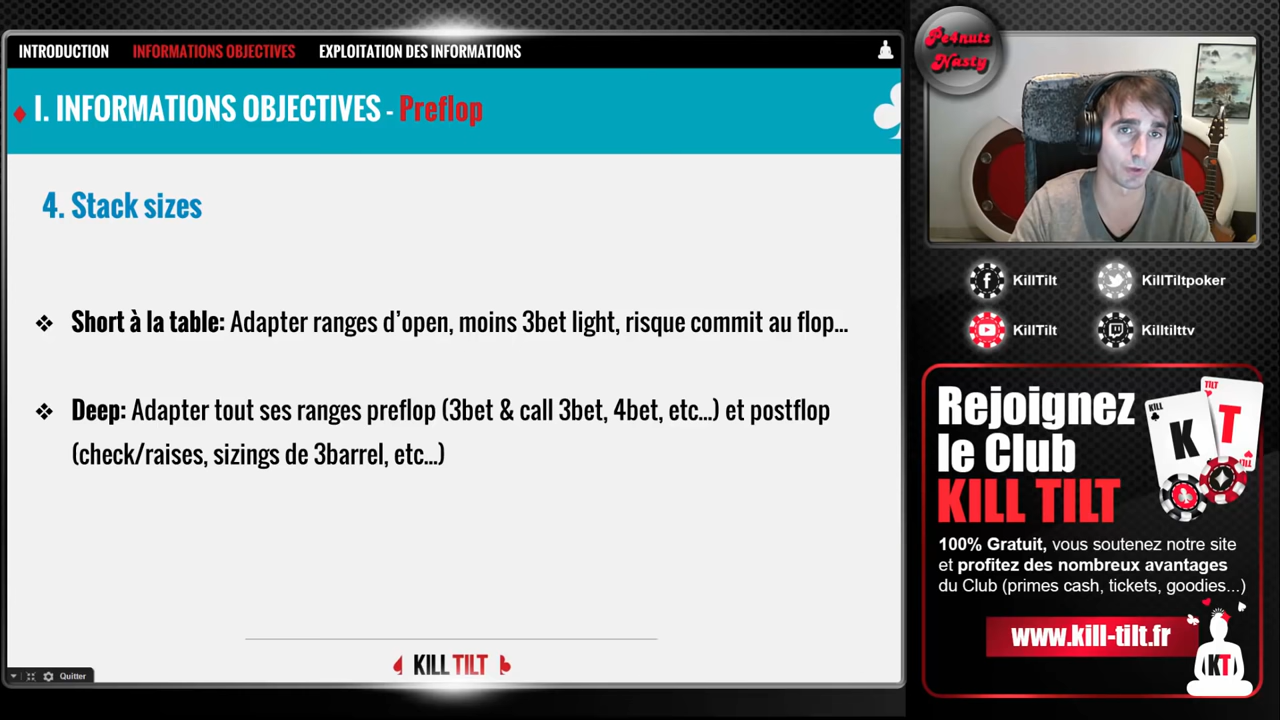 INTRODUCTION
INFORMATIONS OBJECTIVES
EXPLOITATION DES INFORMATIONS
I. INFORMATIONS OBJECTIVES - Preflop
4. Stack sizes
❖ Short à la table: Adapter ranges d’open, moins 3bet light, risque commit au flop...
❖ Deep: Adapter tout ses ranges preflop (3bet & call 3bet, 4bet, etc...) et postflop
(check/raises, sizings de 3barrel, etc...)
KILL TILT
Quitter
Pe4nuts
Nasty
KillTilt
KillTiltpoker
KillTilt
Killtilttv
Rejoignez
le Club
KILL TILT
KILL
K
TILT
T
TILT
100% Gratuit, vous soutenez notre site
et profitez des nombreux avantages
du Club (primes cash, tickets, goodies...)
www.kill-tilt.fr
KT